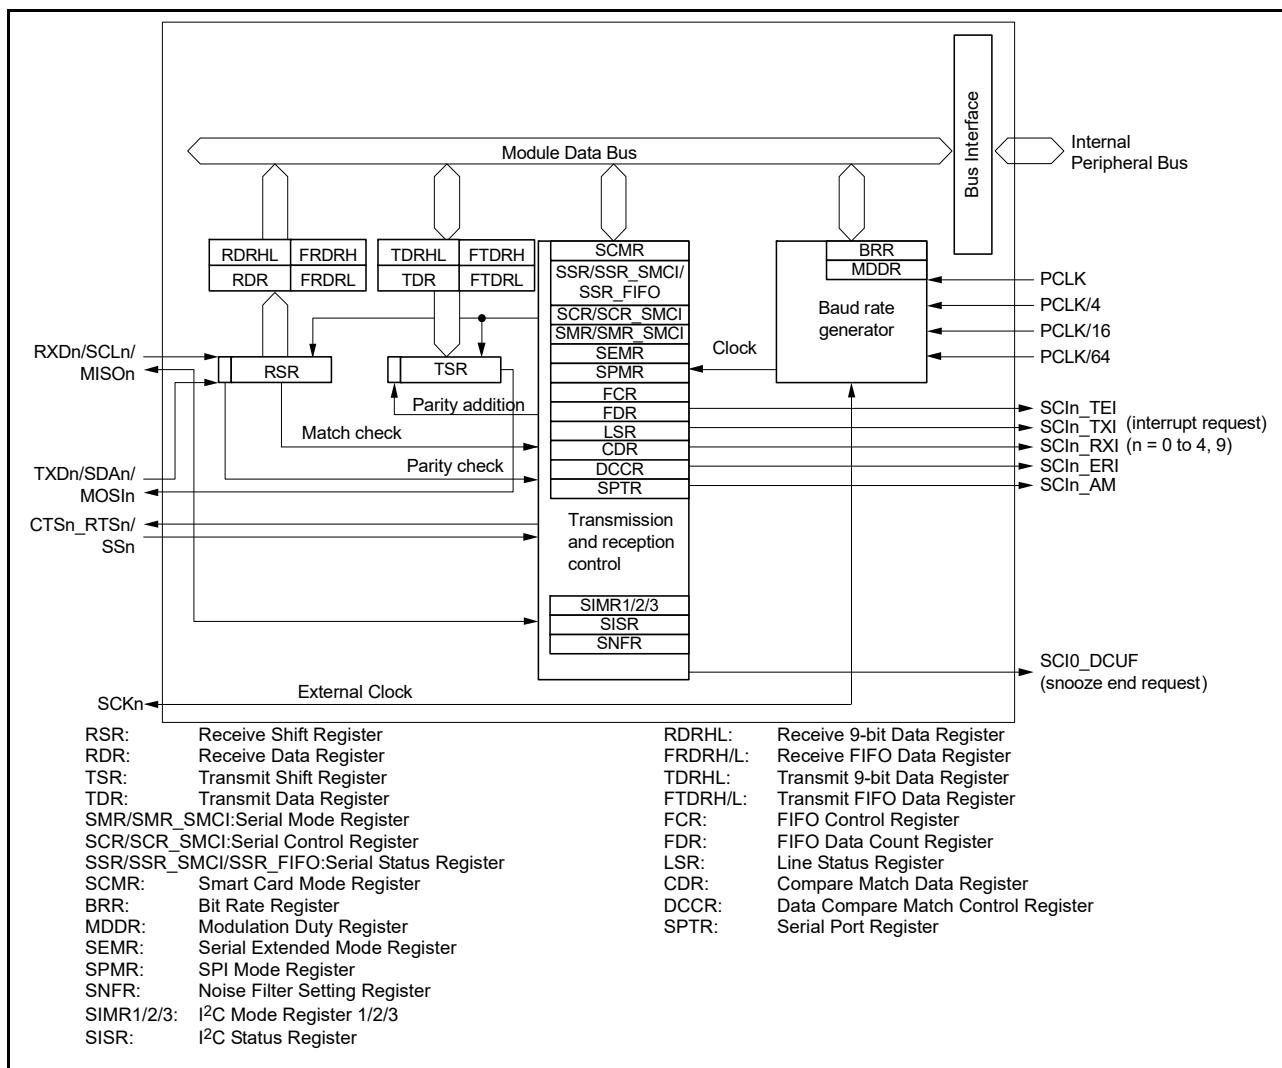 Module Data Bus
Bus Interface
Internal
Peripheral Bus
RDRHL
FRDRH
RDR
FRDRL
TDRHL
FTDRH
TDR
FTDRL
SCMR
SSR/SSR_SMCI/
SSR_FIFO
SCR/SCR_SMCI
SMR/SMR_SMCI
SEMR
SPMR
FCR
FDR
LSR
CDR
DCCR
SPTR
Transmission
and reception
control
SIMR1/2/3
SISR
SNFR
BRR
MDDR
Baud rate
generator
PCLK
PCLK/4
PCLK/16
PCLK/64
Clock
RXDn/SCLn/
MISOn
RSR
TSR
Parity addition
Match check
Parity check
TXDn/SDAn/
MOSIn
CTSn_RTSn/
SSn
SCIn_TEI
SCIn_TXI
SCIn_RXI
SCIn_ERI
SCIn_AM
(interrupt request)
(n = 0 to 4, 9)
SCI0_DCUF
(snooze end request)
External Clock
SCKn
RSR: Receive Shift Register
RDR: Receive Data Register
TSR: Transmit Shift Register
TDR: Transmit Data Register
SMR/SMR_SMCI:Serial Mode Register
SCR/SCR_SMCI:Serial Control Register
SSR/SSR_SMCI/SSR_FIFO:Serial Status Register
SCMR: Smart Card Mode Register
BRR: Bit Rate Register
MDDR: Modulation Duty Register
SEMR: Serial Extended Mode Register
SPMR: SPI Mode Register
SNFR: Noise Filter Setting Register
SIMR1/2/3: I2C Mode Register 1/2/3
SISR: I2C Status Register
RDRHL: Receive 9-bit Data Register
FRDRH/L: Receive FIFO Data Register
TDRHL: Transmit 9-bit Data Register
FTDRH/L: Transmit FIFO Data Register
FCR: FIFO Control Register
FDR: FIFO Data Count Register
LSR: Line Status Register
CDR: Compare Match Data Register
DCCR: Data Compare Match Control Register
SPTR: Serial Port Register